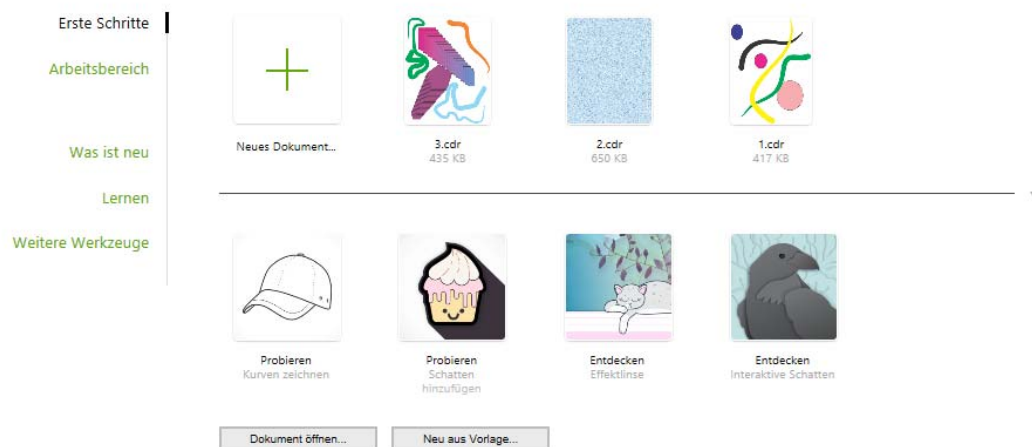 Erste Schritte
Arbeitsbereich
Was ist neu
Lernen
Weitere Werkzeuge
Neues Dokument...
3.cdr
435 KB
2.cdr
650 KB
1.cdr
417 KB
Probieren
Kurven zeichnen
Probieren
Schatten
hinzufügen
Entdecken
Effektlinse
Entdecken
Interaktive Schatten
Dokument öffnen...
Neu aus Vorlage...